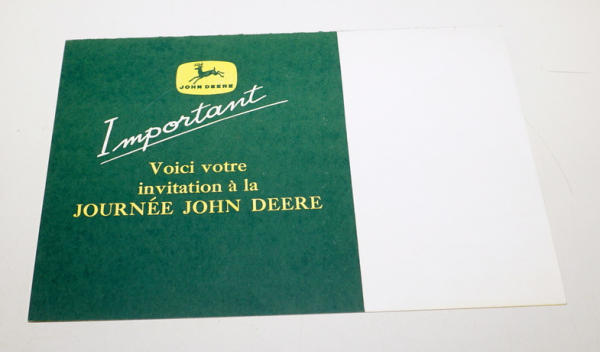 JOHN DEERE
Important
Voici votre
invitation à la
JOURNÉE JOHN DEERE